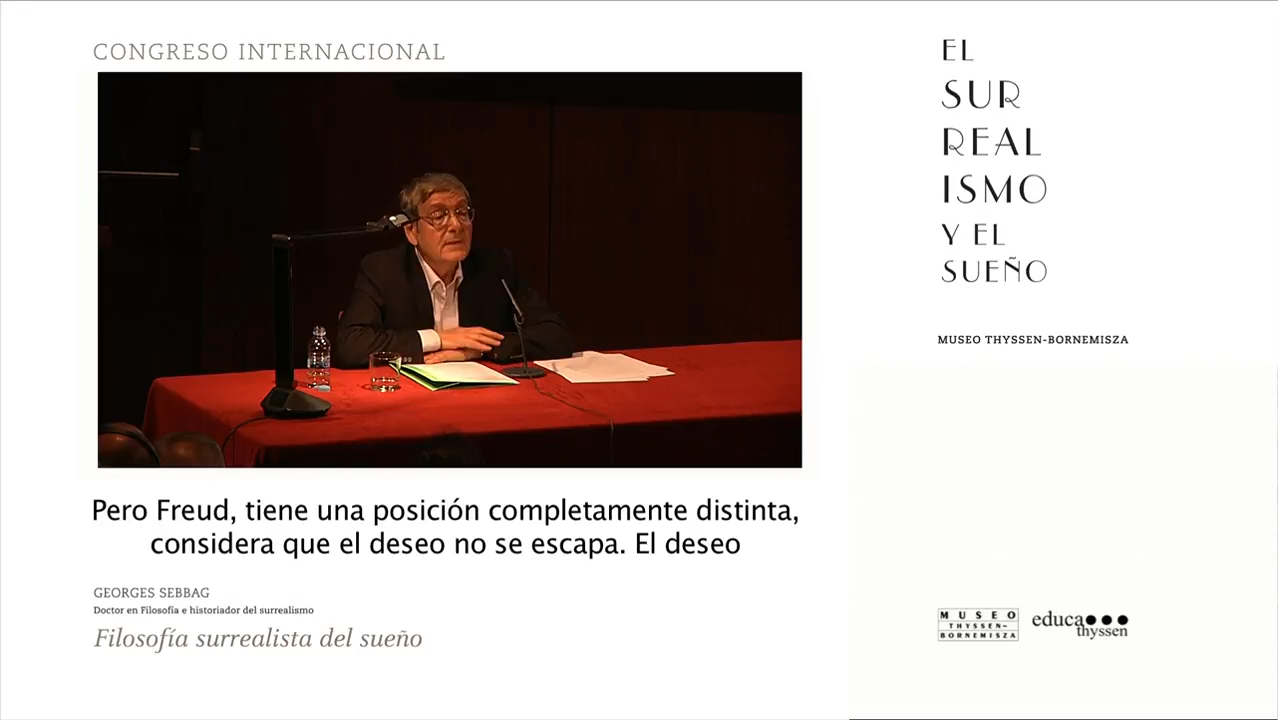 CONGRESO INTERNACIONAL
EL
SUR
REAL
ISMO
Y EL
SUEÑO
MUSEO THYSSEN-BORNEMISZA
Pero Freud, tiene una posición completamente distinta,
considera que el deseo no se escapa. El deseo
GEORGES SEBBAG
Doctor en Filosofía e historiador del surrealismo
Filosofía surrealista del sueño
MUSEO
THYSSEN-
BORNEMISZA
educa
thyssen